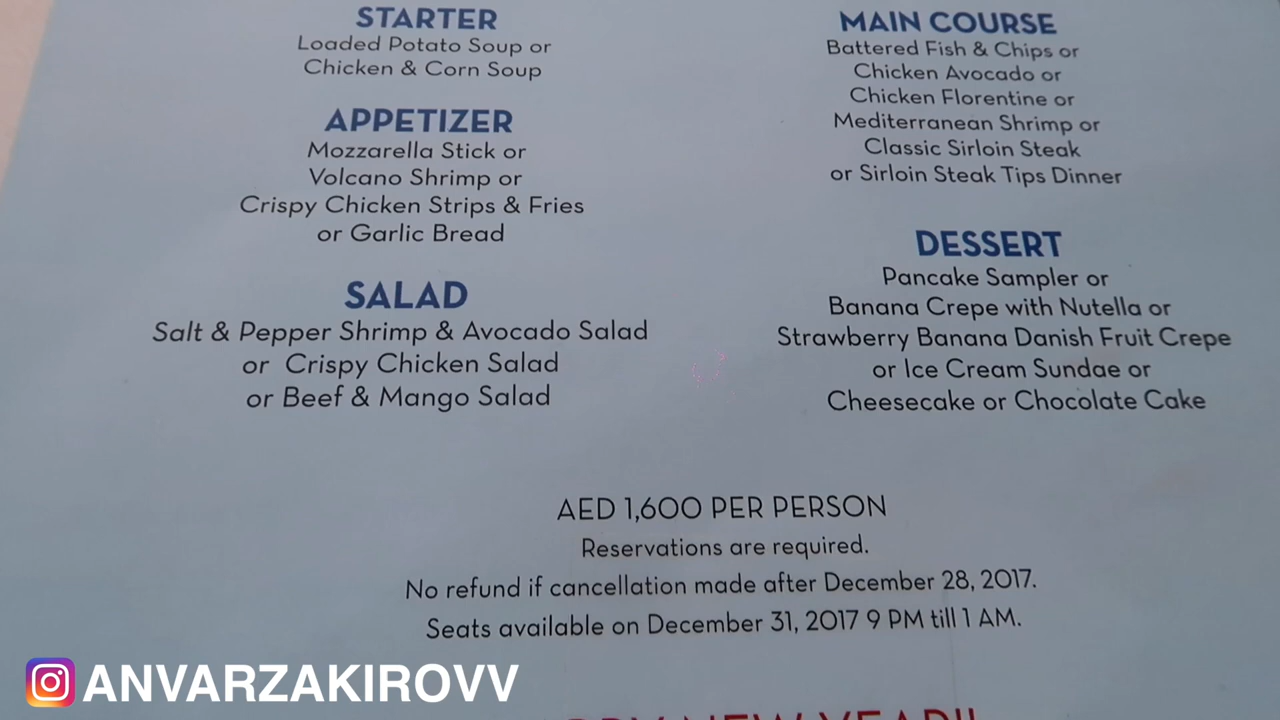 STARTER
Loaded Potato Soup or
Chicken & Corn Soup
APPETIZER
Mozzarella Stick or
Volcano Shrimp or
Crispy Chicken Strips & Fries
or Garlic Bread
SALAD
Salt & Pepper Shrimp & Avocado Salad
or Crispy Chicken Salad
or Beef & Mango Salad
MAIN COURSE
Battered Fish & Chips or
Chicken Avocado or
Chicken Florentine or
Mediterranean Shrimp or
Classic Sirloin Steak
or Sirloin Steak Tips Dinner
DESSERT
Pancake Sampler or
Banana Crepe with Nutella or
Strawberry Banana Danish Fruit Crepe
or Ice Cream Sundae or
Cheesecake or Chocolate Cake
AED 1,600 PER PERSON
Reservations are required.
No refund if cancellation made after December 28, 2017.
Seats available on December 31, 2017 9 PM till 1 AM.
NEW YEAR!!
ANVARZAKIROVV